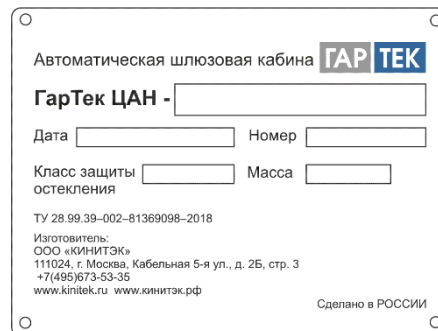 Автоматическая шлюзовая кабина ГАР ТЕК
ГарТек ЦАН -
Дата Номер
Класс защиты Масса
остекления
ТУ 28.99.39–002–81369098–2018
Изготовитель:
ООО «КИНИТЭК»
111024, г. Москва, Кабельная 5-я ул., д. 2Б, стр. 3
+7(495)673-53-35
www.kinitek.ru www.кинитэк.рф
Сделано в РОССИИ